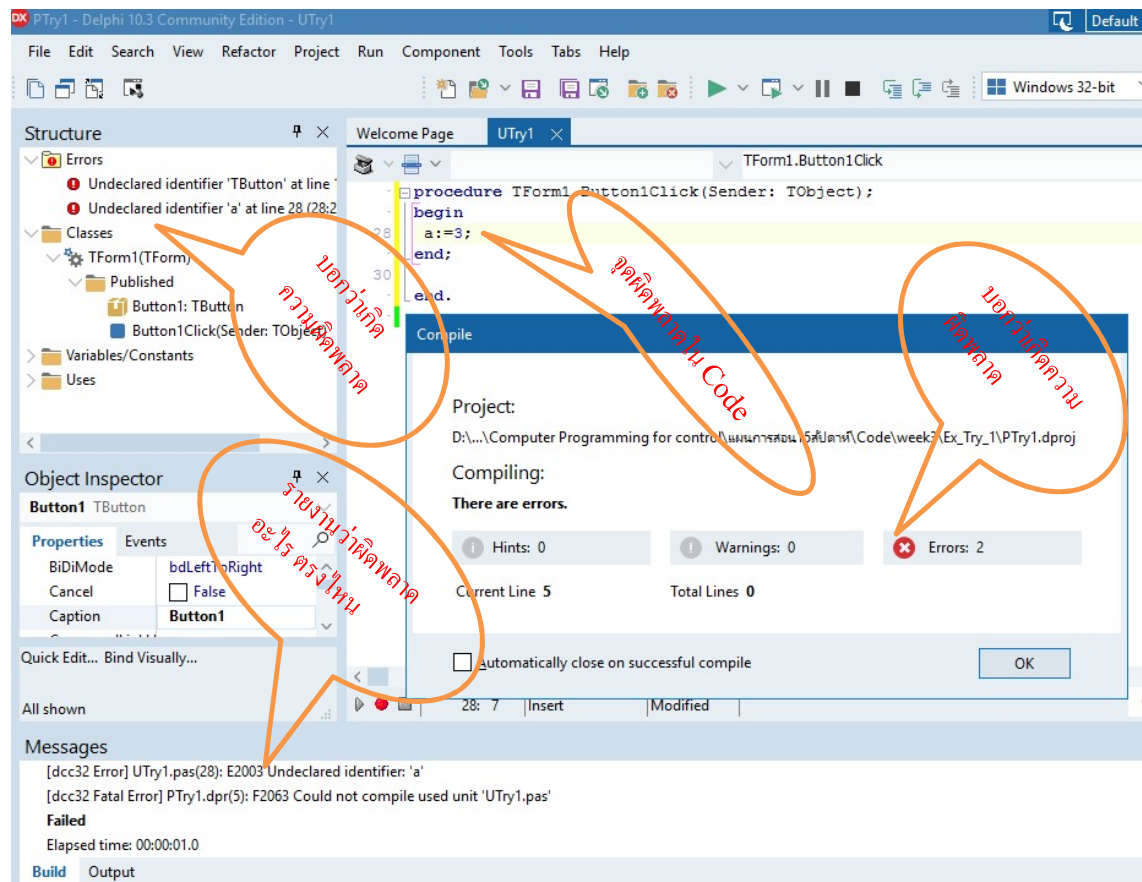 PTry1 - Delphi 10.3 Community Edition - UTry1
Default
File Edit Search View Refactor Project Run Component Tools Tabs Help
Windows 32-bit
Structure
Errors
Undeclared identifier 'TButton' at line
Undeclared identifier 'a' at line 28 (28:2
Classes
TForm1(TForm)
Published
Button1: TButton
Button1Click(Sender: TObject)
Variables/Constants
Uses
บอกว่าเกิด
ความผิดพลาด
Welcome Page UTry1
TForm1.Button1Click
procedure TForm1.Button1Click(Sender: TObject);
begin
28 a:=3;
end;
30
end.
จุดผิดพลาดใน Code
บอกว่าเกิดความ
ผิดพลาด
Compile
Project:
D:\...\Computer Programming for control\แผนการสอน 15สัปดาห์\Code\week3\Ex_Try_1\PTry1.dproj
Compiling:
There are errors.
Hints: 0 Warnings: 0 Errors: 2
Current Line 5 Total Lines 0
Automatically close on successful compile
OK
Object Inspector
Button1 TButton
Properties Events
BiDiMode bdLeftToRight
Cancel False
Caption Button1
Quick Edit... Bind Visually...
All shown
รายงานว่าผิดพลาด
อะไร ตรงไหน
28: 7 Insert Modified
Messages
[dcc32 Error] UTry1.pas(28): E2003 Undeclared identifier: 'a'
[dcc32 Fatal Error] PTry1.dpr(5): F2063 Could not compile used unit 'UTry1.pas'
Failed
Elapsed time: 00:00:01.0
Build Output